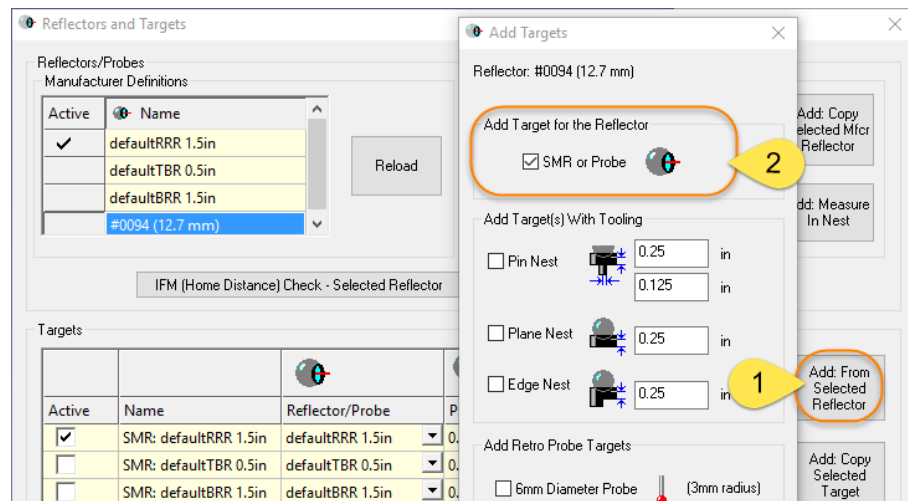 Reflectors and Targets
Reflectors/Probes
Manufacturer Definitions
Active Name
defaultRRR 1.5in
defaultTBR 0.5in
defaultBRR 1.5in
#0094 (12.7 mm)
Reload
IFM (Home Distance) Check - Selected Reflector
Targets
Active Name Reflector/Probe P
SMR: defaultRRR 1.5in defaultRRR 1.5in 0.
SMR: defaultTBR 0.5in defaultTBR 0.5in 0.
SMR: defaultBRR 1.5in defaultBRR 1.5in 0.
Add Targets
Reflector: #0094 (12.7 mm)
Add Target for the Reflector
SMR or Probe
2
Add Target(s) With Tooling
Pin Nest 0.25 in
0.125 in
Plane Nest 0.25 in
Edge Nest 0.25 in
1
Add Retro Probe Targets
6mm Diameter Probe (3mm radius)
Add: Copy
elected Mfcr
Reflector
dd: Measure
In Nest
Add: From
Selected
Reflector
Add: Copy
Selected
Target